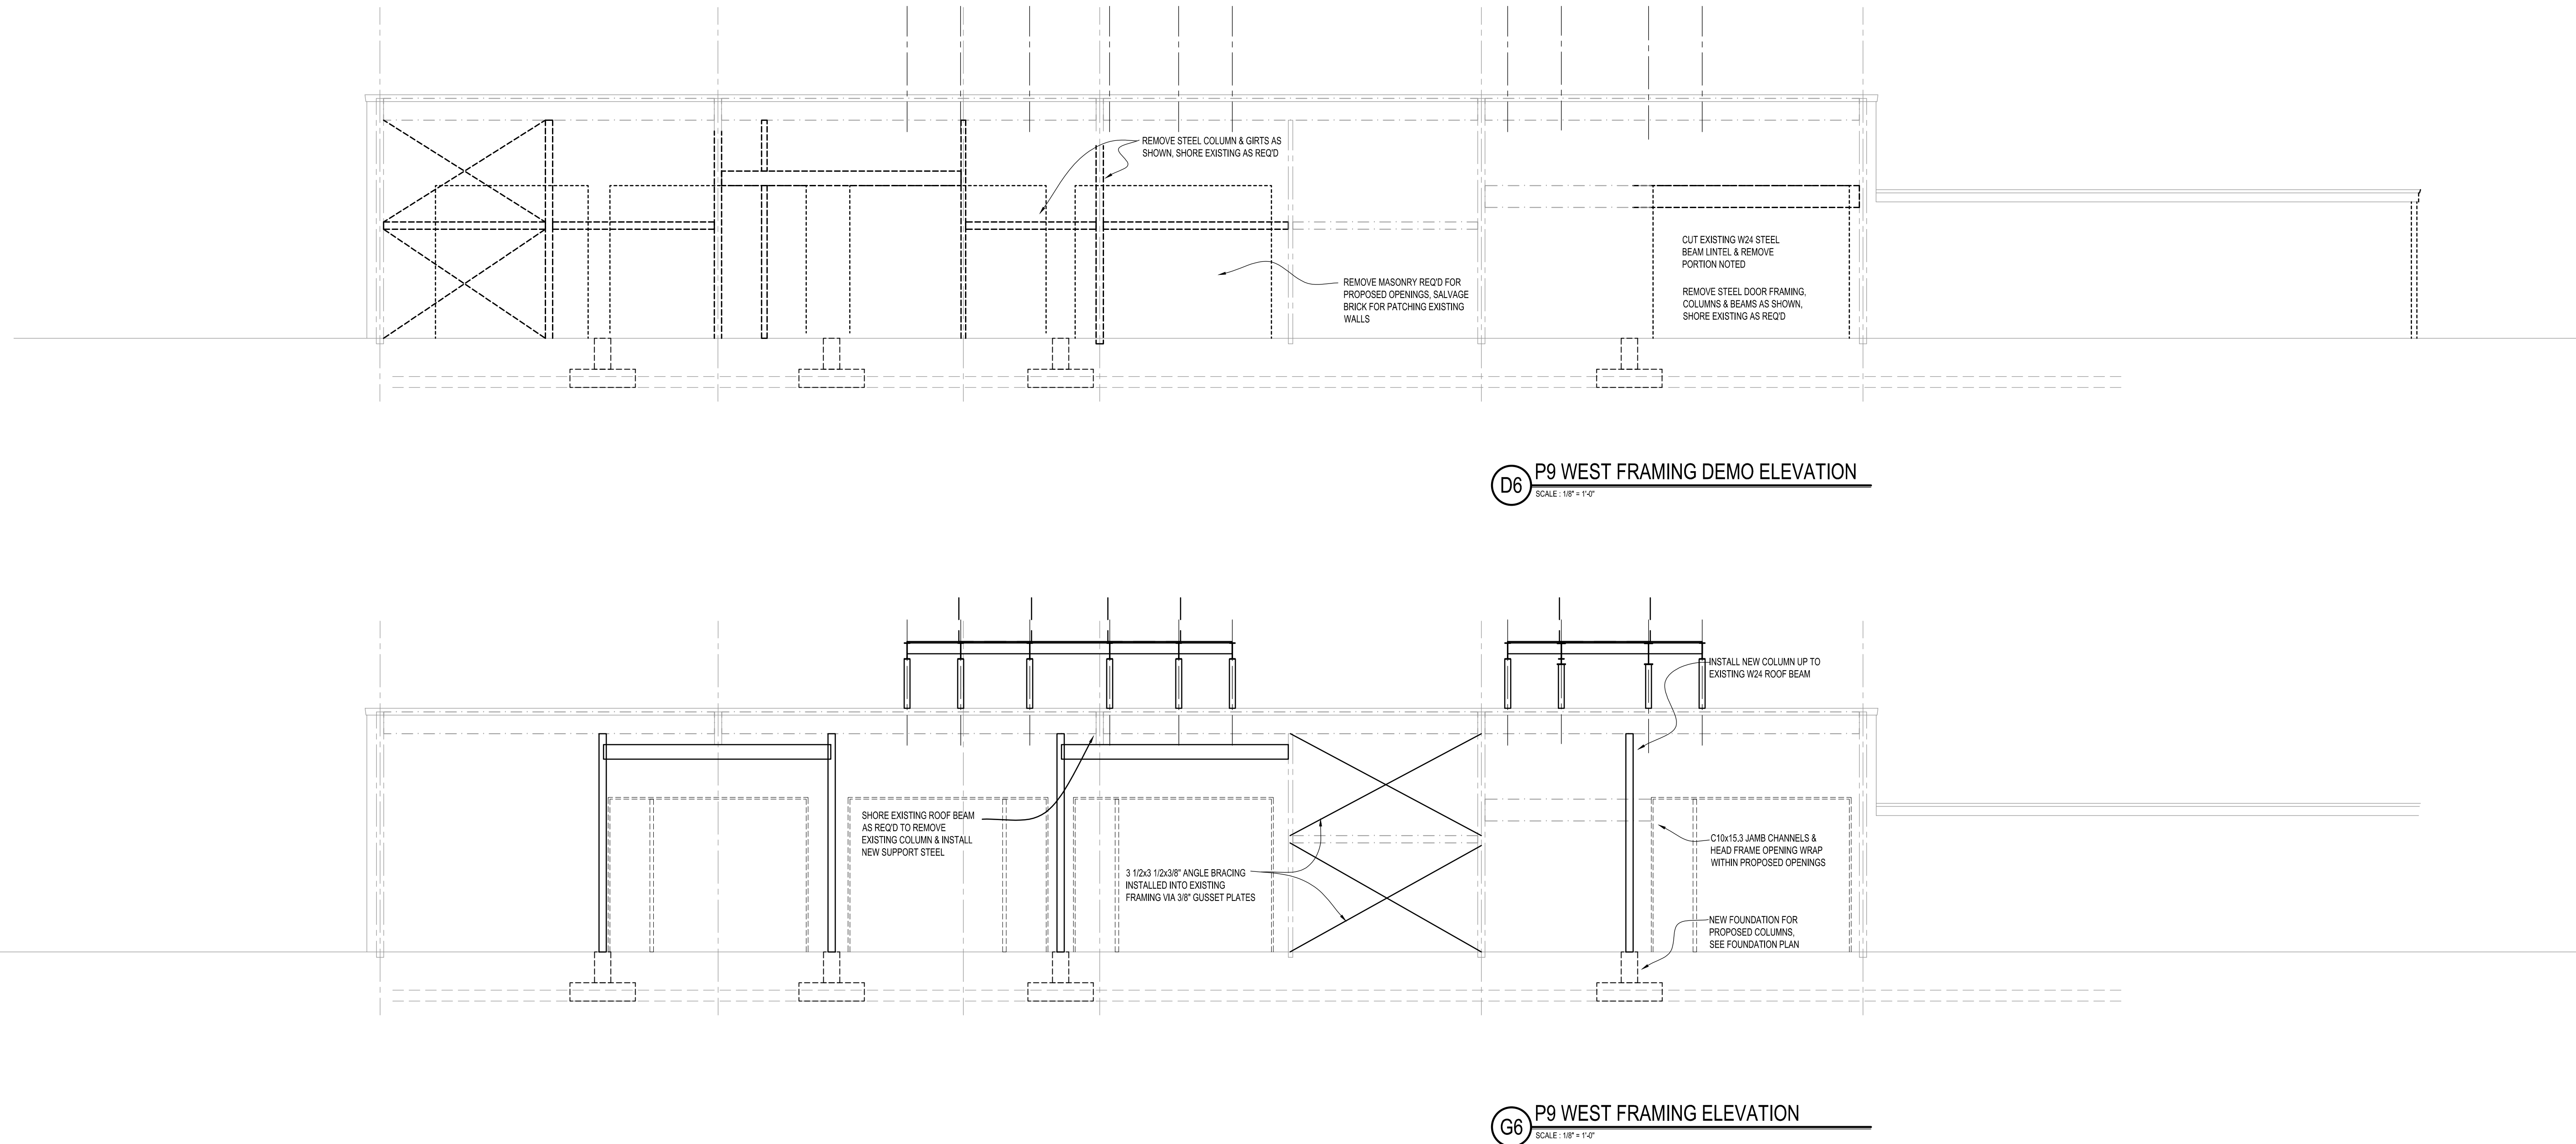 REMOVE STEEL COLUMN & GIRTS AS
SHOWN, SHORE EXISTING AS REQ'D
REMOVE MASONRY REQ'D FOR
PROPOSED OPENINGS, SALVAGE
BRICK FOR PATCHING EXISTING
WALLS
CUT EXISTING W24 STEEL
BEAM LINTEL & REMOVE
PORTION NOTED
REMOVE STEEL DOOR FRAMING,
COLUMNS & BEAMS AS SHOWN,
SHORE EXISTING AS REQ'D
D6
P9 WEST FRAMING DEMO ELEVATION
SCALE : 1/8" = 1'-0"
INSTALL NEW COLUMN UP TO
EXISTING W24 ROOF BEAM
SHORE EXISTING ROOF BEAM
AS REQ'D TO REMOVE
EXISTING COLUMN & INSTALL
NEW SUPPORT STEEL
3 1/2x3 1/2x3/8" ANGLE BRACING
INSTALLED INTO EXISTING
FRAMING VIA 3/8" GUSSET PLATES
C10x15.3 JAMB CHANNELS &
HEAD FRAME OPENING WRAP
WITHIN PROPOSED OPENINGS
NEW FOUNDATION FOR
PROPOSED COLUMNS,
SEE FOUNDATION PLAN
G6
P9 WEST FRAMING ELEVATION
SCALE : 1/8" = 1'-0"